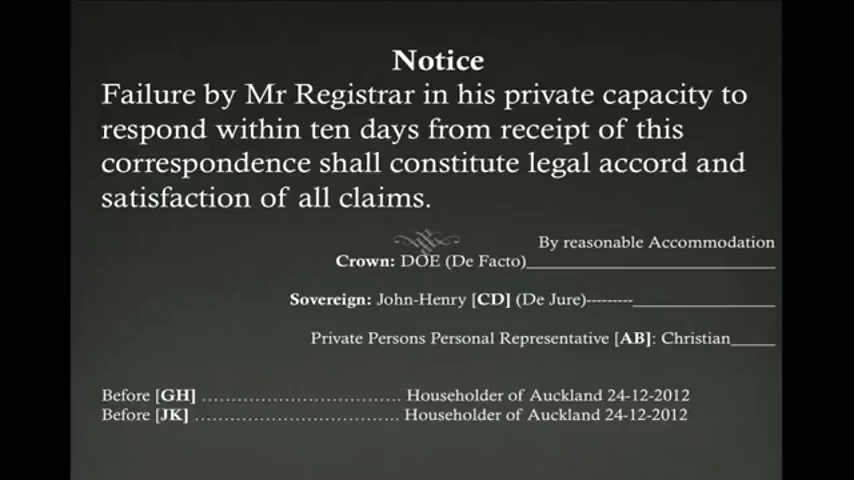 Notice
Failure by Mr Registrar in his private capacity to
respond within ten days from receipt of this
correspondence shall constitute legal accord and
satisfaction of all claims.
By reasonable Accommodation
Crown: DOE (De Facto)____________________________
Sovereign: John-Henry [CD] (De Jure)---------________________
Private Persons Personal Representative [AB]: Christian_____
Before [GH] ………………………………. Householder of Auckland 24-12-2012
Before [JK] ………………………………. Householder of Auckland 24-12-2012